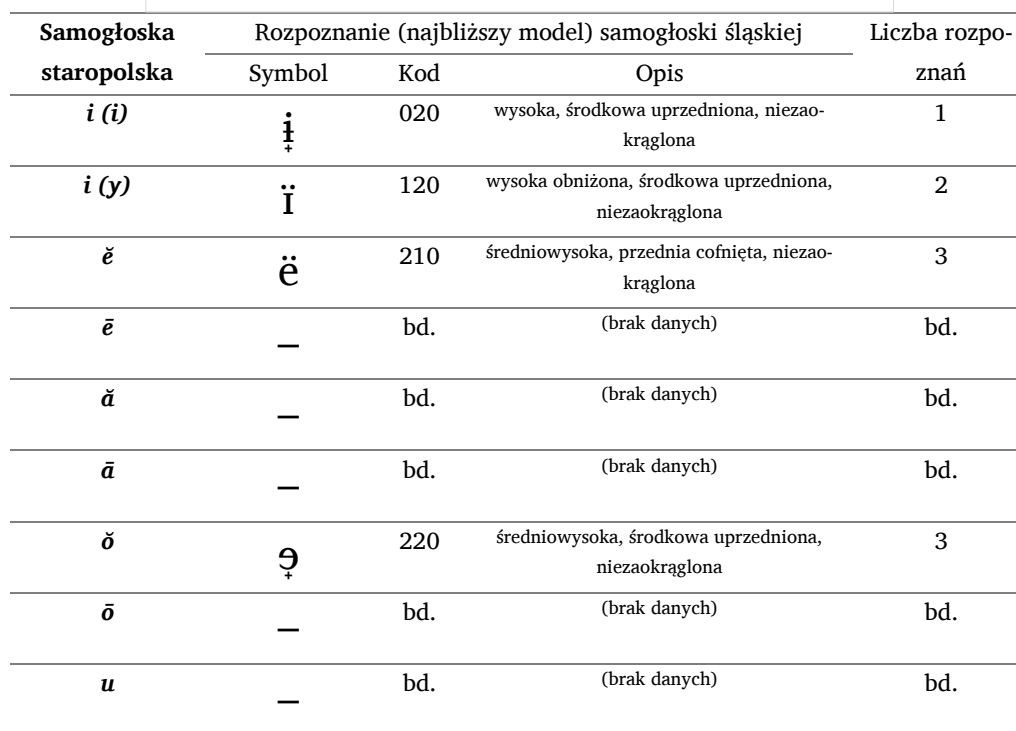 Samogłoska Rozpoznanie (najbliższy model) samogłoski śląskiej Liczba rozpo-
staropolska Symbol Kod Opis znań
i (i) ɨ̟ 020 wysoka, środkowa uprzedniona, niezao- 1
krąglona
i (y) ɪ̈ 120 wysoka obniżona, środkowa uprzedniona, 2
niezaokrąglona
ĕ ë 210 średniowysoka, przednia cofnięta, niezao- 3
krąglona
ē – bd. (brak danych) bd.
ă – bd. (brak danych) bd.
ā – bd. (brak danych) bd.
ŏ ɘ̟ 220 średniowysoka, środkowa uprzedniona, 3
niezaokrąglona
ō – bd. (brak danych) bd.
u – bd. (brak danych) bd.